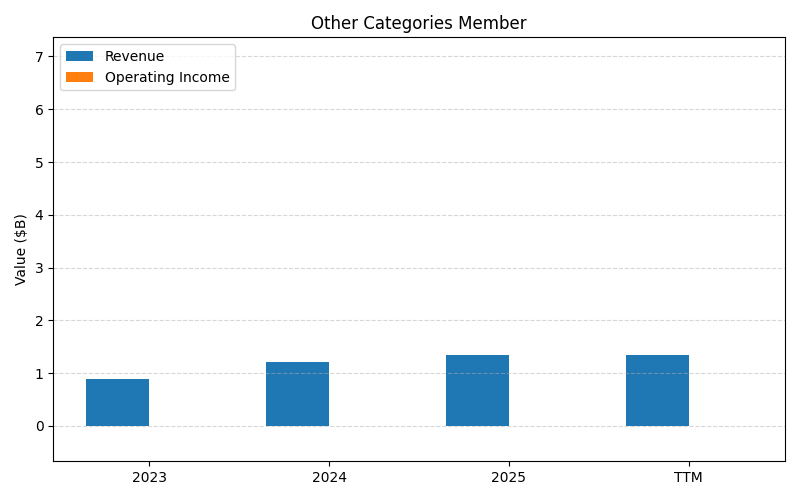 Other Categories Member
Revenue
Operating Income
Value ($B)
7
6
5
4
3
2
1
0
2023 2024 2025 TTM